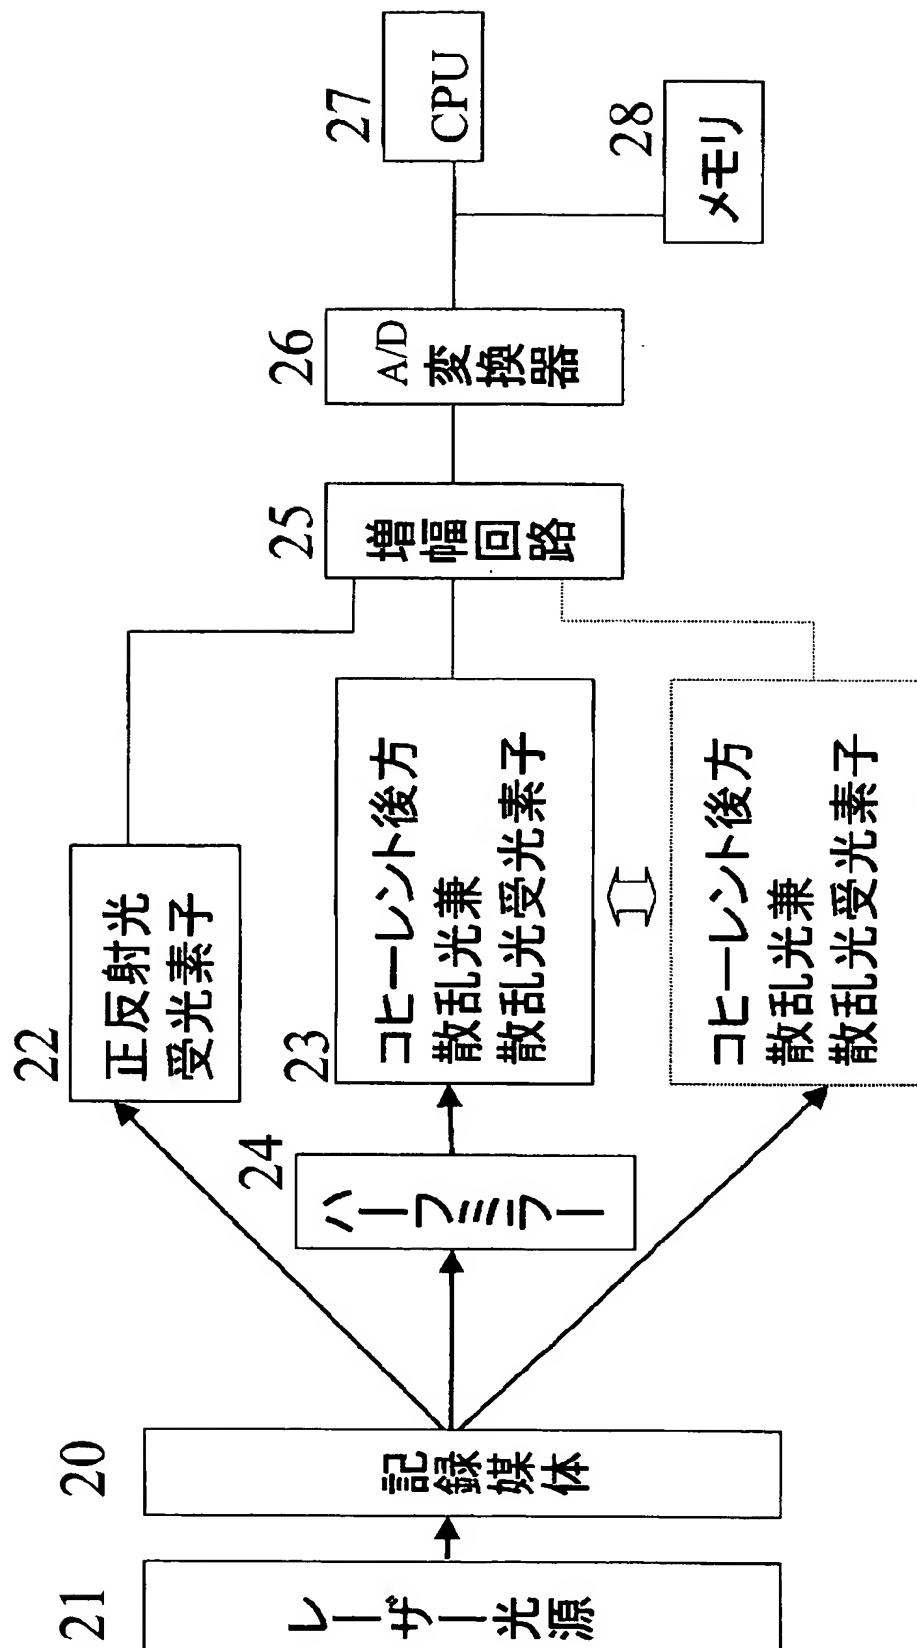 21
レーザー光源
20
記録媒体
22
正反射光
受光素子
24
ハーフミラー
23
コヒーレント後方
散乱光兼
散乱光受光素子
コヒーレント後方
散乱光兼
散乱光受光素子
25
増幅回路
26
A/D
変換器
27
CPU
28
メモリ